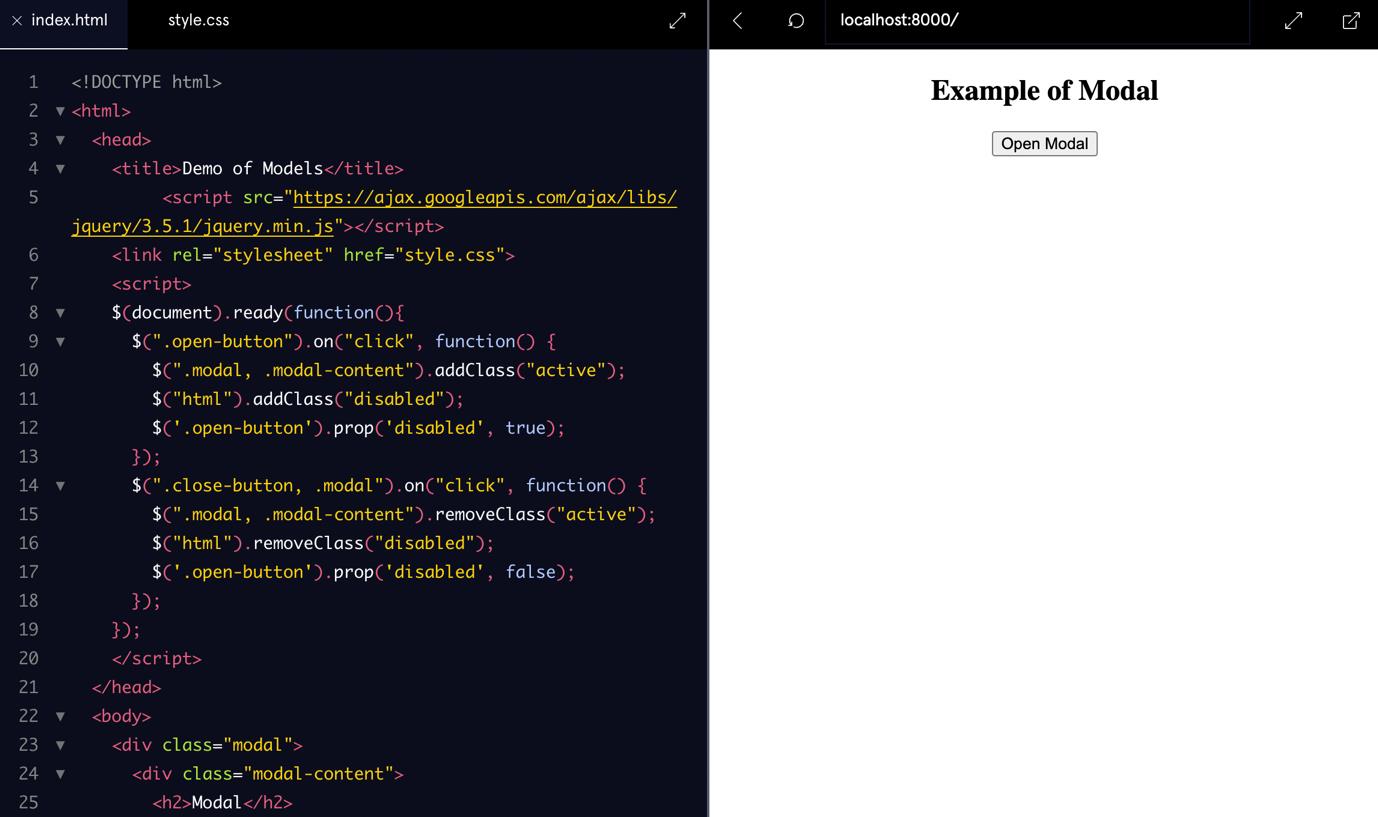 index.html
style.css
1 <!DOCTYPE html>
2 <html>
3 <head>
4 <title>Demo of Models</title>
5 <script src="https://ajax.googleapis.com/ajax/libs/
jquery/3.5.1/jquery.min.js"></script>
6 <link rel="stylesheet" href="style.css">
7 <script>
8 $(document).ready(function(){
9 $(".open-button").on("click", function() {
10 $(".modal, .modal-content").addClass("active");
11 $("html").addClass("disabled");
12 $('.open-button').prop('disabled', true);
13 });
14 $(".close-button, .modal").on("click", function() {
15 $(".modal, .modal-content").removeClass("active");
16 $("html").removeClass("disabled");
17 $('.open-button').prop('disabled', false);
18 });
19 });
20 </script>
21 </head>
22 <body>
23 <div class="modal">
24 <div class="modal-content">
25 <h2>Modal</h2>
localhost:8000/
Example of Modal
Open Modal